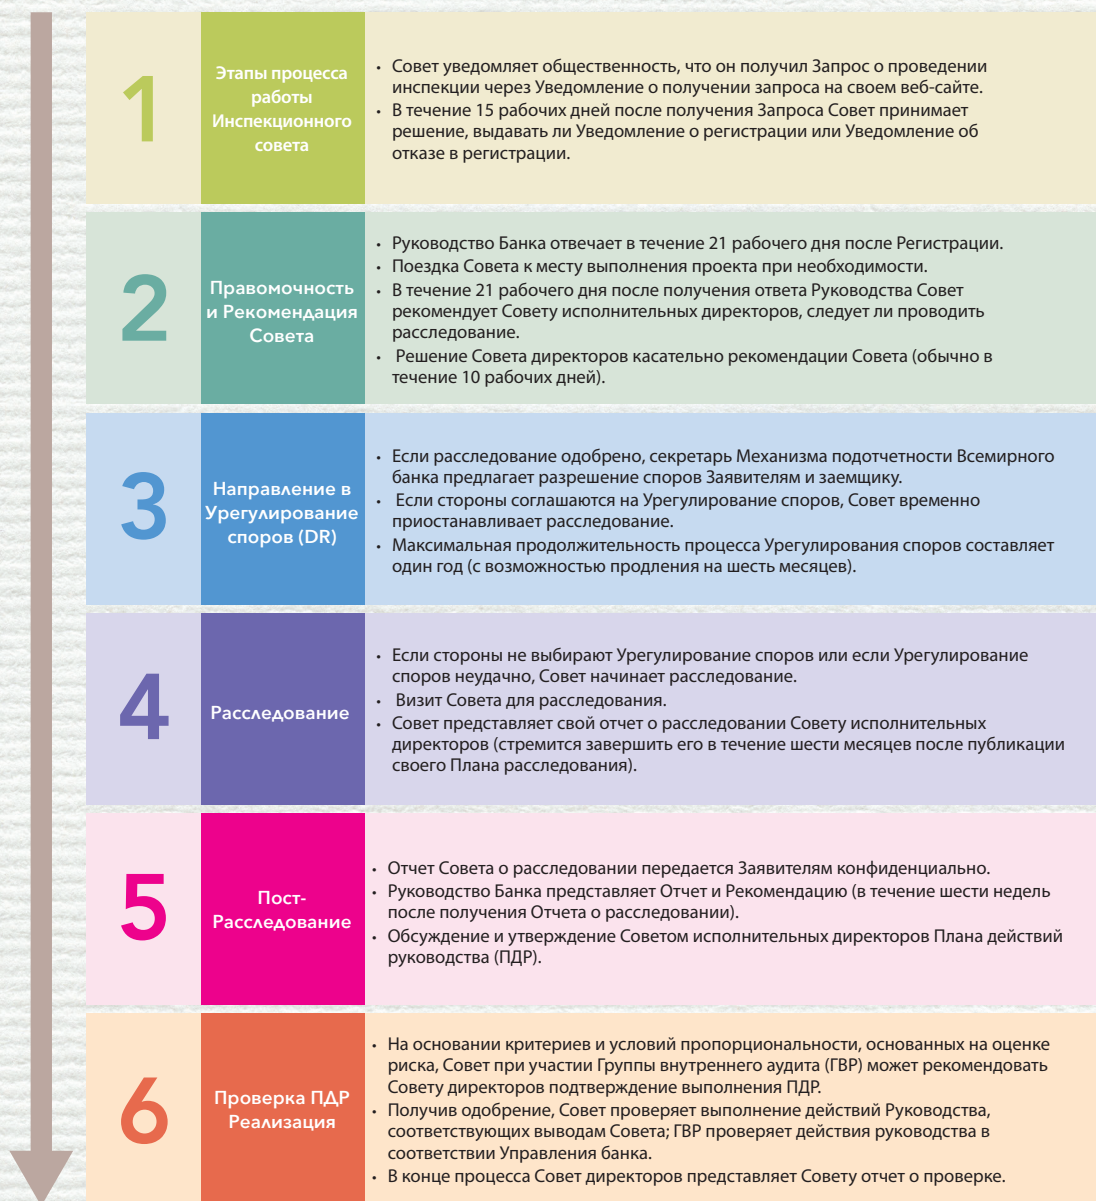 1
Этапы процесса
работы
Инспекционного
совета
• Совет уведомляет общественность, что он получил Запрос о проведении
инспекции через Уведомление о получении запроса на своем веб-сайте.
• В течение 15 рабочих дней после получения Запроса Совет принимает
решение, выдавать ли Уведомление о регистрации или Уведомление об
отказе в регистрации.
2
Правомочность
и Рекомендация
Совета
• Руководство Банка отвечает в течение 21 рабочего дня после Регистрации.
• Поездка Совета к месту выполнения проекта при необходимости.
• В течение 21 рабочего дня после получения ответа Руководства Совет
рекомендует Совету исполнительных директоров, следует ли проводить
расследование.
• Решение Совета директоров касательно рекомендации Совета (обычно в
течение 10 рабочих дней).
3
Направление в
Урегулирование
споров (DR)
• Если расследование одобрено, секретарь Механизма подотчетности Всемирного
банка предлагает разрешение споров Заявителям и заемщику.
• Если стороны соглашаются на Урегулирование споров, Совет временно
приостанавливает расследование.
• Максимальная продолжительность процесса Урегулирования споров составляет
один год (с возможностью продления на шесть месяцев).
4
Расследование
• Если стороны не выбирают Урегулирование споров или если Урегулирование
споров неудачно, Совет начинает расследование.
• Визит Совета для расследования.
• Совет представляет свой отчет о расследовании Совету исполнительных
директоров (стремится завершить его в течение шести месяцев после публикации
своего Плана расследования).
5
Пост-
Расследование
• Отчет Совета о расследовании передается Заявителям конфиденциально.
• Руководство Банка представляет Отчет и Рекомендацию (в течение шести недель
после получения Отчета о расследовании).
• Обсуждение и утверждение Советом исполнительных директоров Плана действий
руководства (ПДР).
6
Проверка ПДР
Реализация
• На основании критериев и условий пропорциональности, основанных на оценке
риска, Совет при участии Группы внутреннего аудита (ГВР) может рекомендовать
Совету директоров подтверждение выполнения ПДР.
• Получив одобрение, Совет проверяет выполнение действий Руководства,
соответствующих выводам Совета; ГВР проверяет действия руководства в
соответствии Управления банка.
• В конце процесса Совет директоров представляет Совету отчет о проверке.